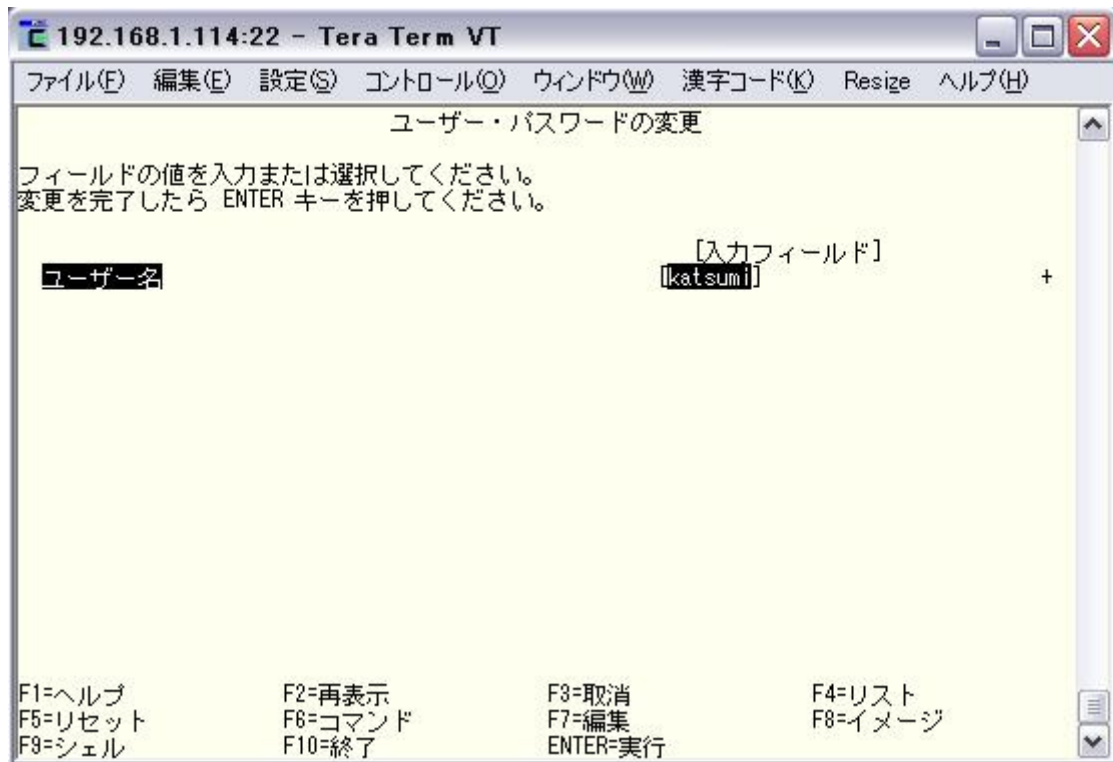 192.168.1.114:22 - Tera Term VT
ファイル(F) 編集(E) 設定(S) コントロール(O) ウィンドウ(W) 漢字コード(K) Resize ヘルプ(H)
ユーザー・パスワードの変更
フィールドの値を入力または選択してください。
変更を完了したら ENTER キーを押してください。
[入力フィールド]
ユーザー名 [katsumi] +
F1=ヘルプ F2=再表示 F3=取消 F4=リスト
F5=リセット F6=コマンド F7=編集 F8=イメージ
F9=シェル F10=終了 ENTER=実行